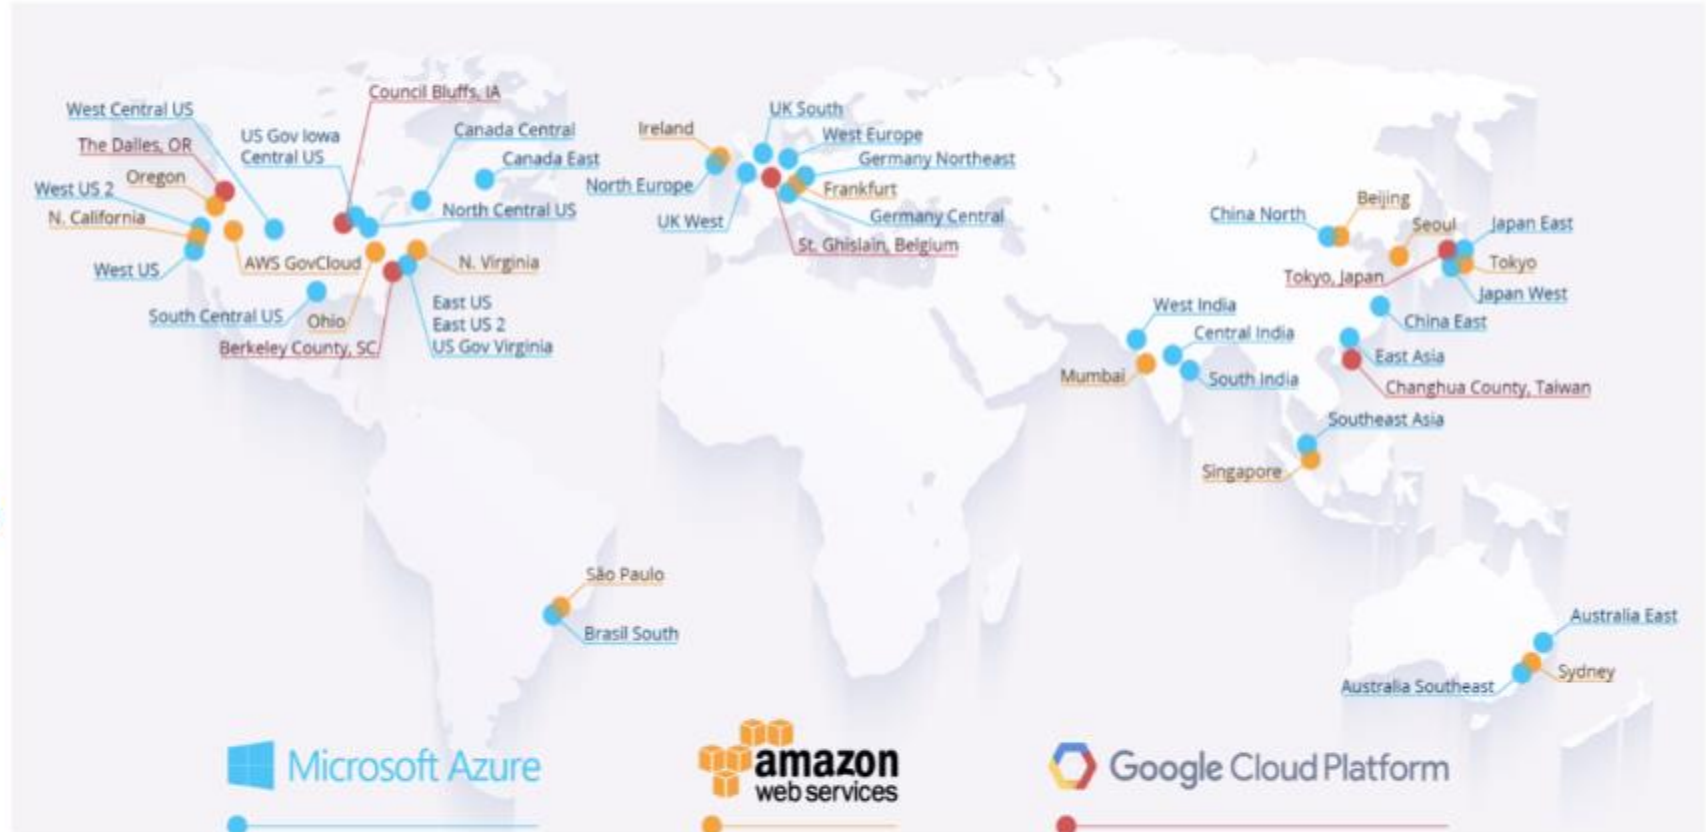 Council Bluffs, IA
West Central US
The Dalles, OR
US Gov Iowa
Central US
Canada Central
Canada East
Oregon
West US 2
N. California
North Central US
West US
AWS GovCloud
N. Virginia
South Central US
Ohio
East US
East US 2
US Gov Virginia
Berkeley County, SC
UK South
Ireland
West Europe
Germany Northeast
North Europe
Frankfurt
UK West
Germany Central
St. Ghislain, Belgium
Beijing
China North
Seoul
Japan East
Tokyo
Tokyo, Japan
Japan West
West India
China East
Central India
East Asia
Mumbai
South India
Changhua County, Taiwan
Southeast Asia
Singapore
São Paulo
Brasil South
Australia East
Sydney
Australia Southeast
Microsoft Azure
amazon
web services
Google Cloud Platform